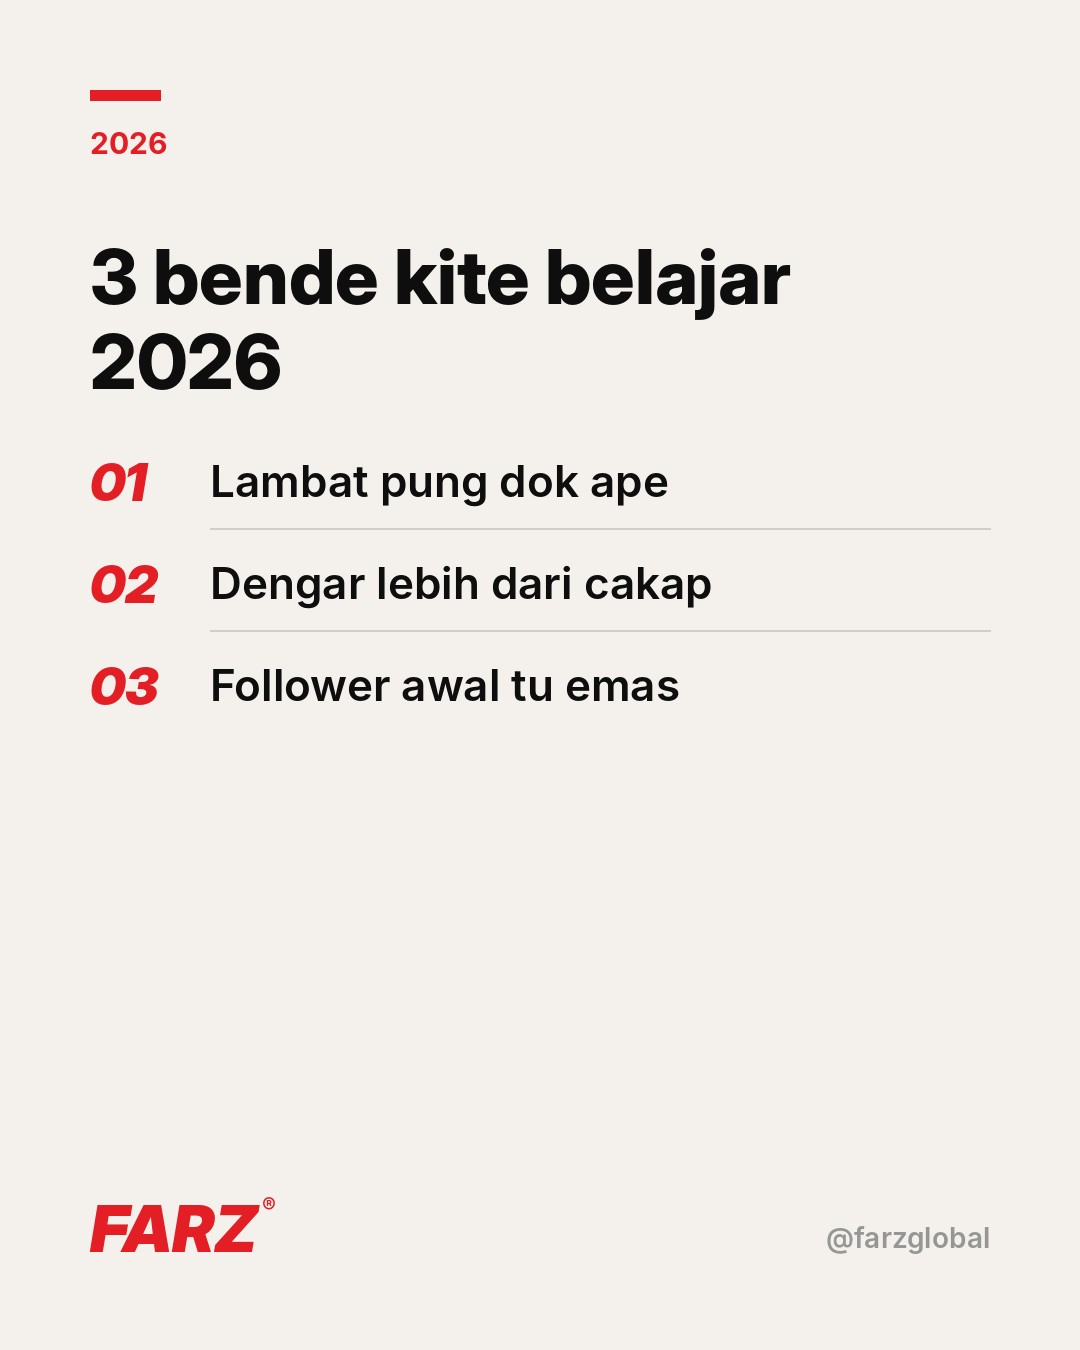 2026
3 bende kite belajar
2026
01 Lambat pung dok ape
02 Dengar lebih dari cakap
03 Follower awal tu emas
FARZ®
@farzglobal